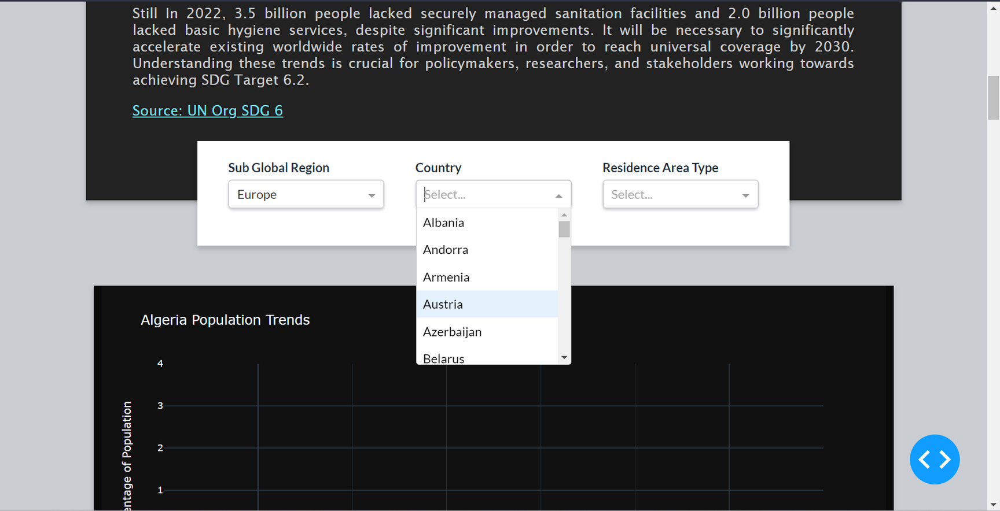 Still In 2022, 3.5 billion people lacked securely managed sanitation facilities and 2.0 billion people
lacked basic hygiene services, despite significant improvements. It will be necessary to significantly
accelerate existing worldwide rates of improvement in order to reach universal coverage by 2030.
Understanding these trends is crucial for policymakers, researchers, and stakeholders working towards
achieving SDG Target 6.2.
Source: UN Org SDG 6
Sub Global Region
Country
Residence Area Type
Europe
Select...
Select...
Albania
Andorra
Armenia
Austria
Azerbaijan
Belarus
Algeria Population Trends
4
3
2
1
entage of Population